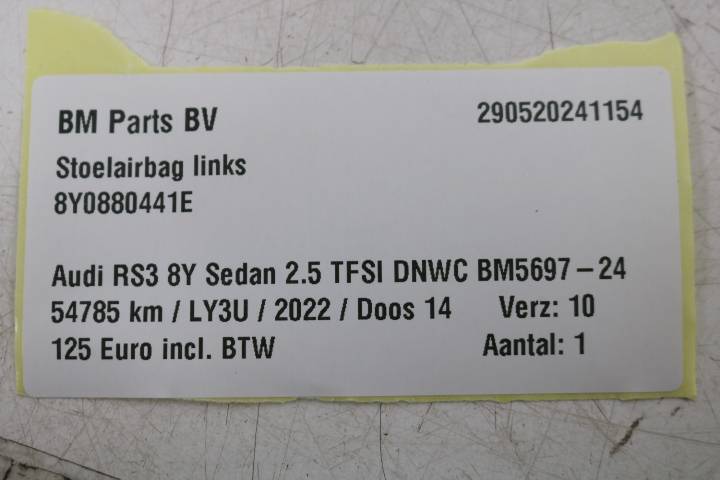 BM Parts BV 290520241154
Stoelairbag links
8Y0880441E
Audi RS3 8Y Sedan 2.5 TFSI DNWC BM5697-24
54785 km / LY3U / 2022 / Doos 14 Verz: 10
125 Euro incl. BTW Aantal: 1